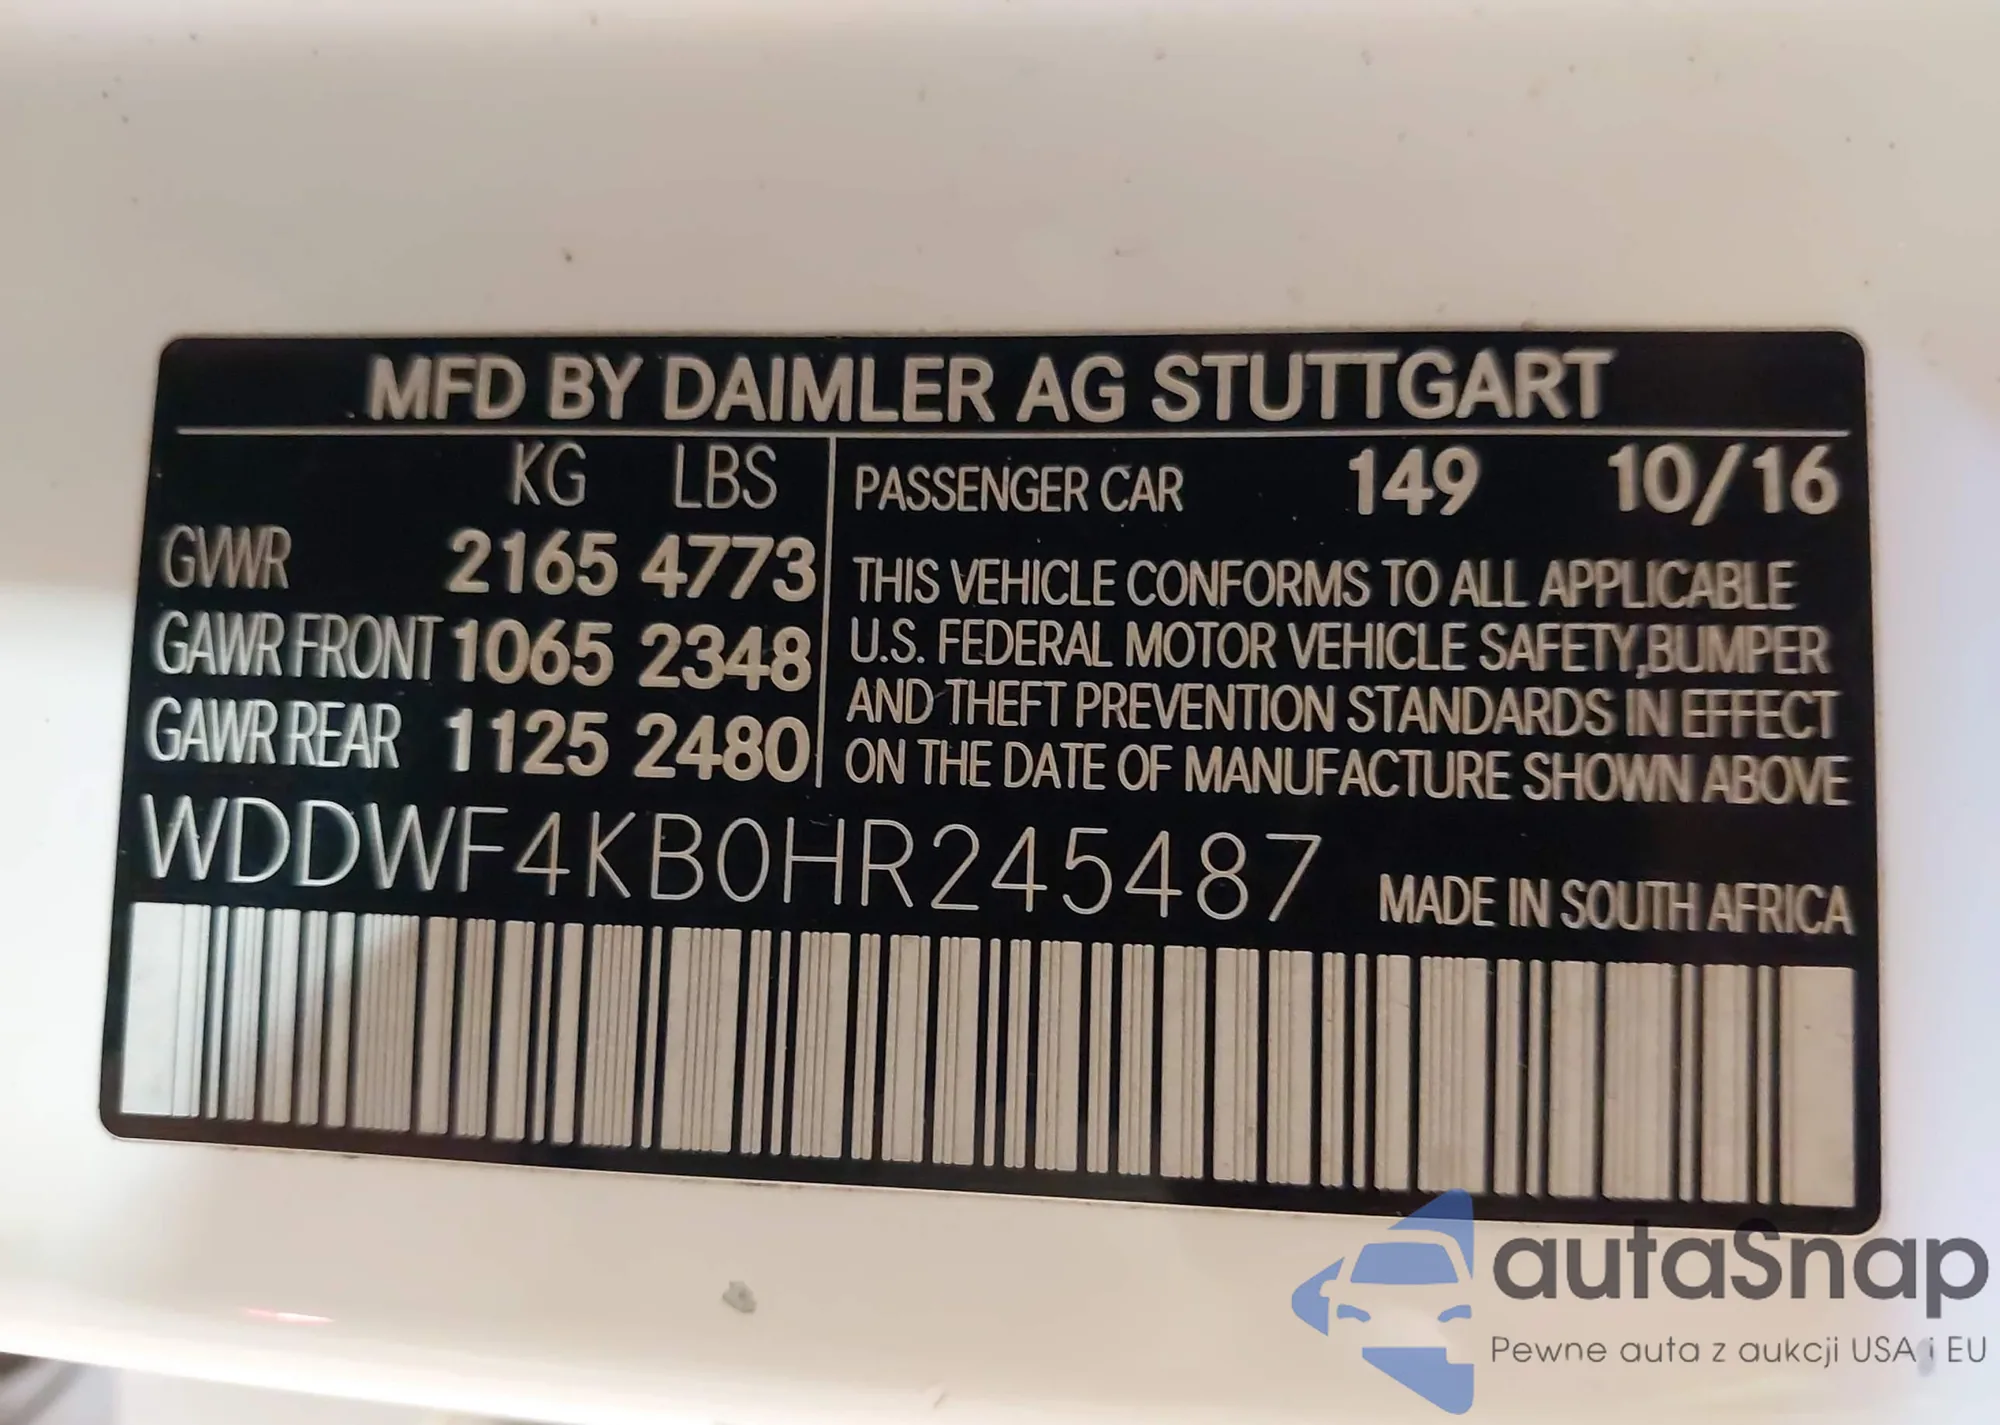 MFD BY DAIMLER AG STUTTGART
KG LBS
GVWR 2165 4773
GAWR FRONT 1065 2348
GAWR REAR 1125 2480
PASSENGER CAR 149 10/16
THIS VEHICLE CONFORMS TO ALL APPLICABLE
U.S. FEDERAL MOTOR VEHICLE SAFETY,BUMPER
AND THEFT PREVENTION STANDARDS IN EFFECT
ON THE DATE OF MANUFACTURE SHOWN ABOVE
WDDWF4KB0HR245487
MADE IN SOUTH AFRICA
autaSnap
Pewne auta z aukcji USA i EU